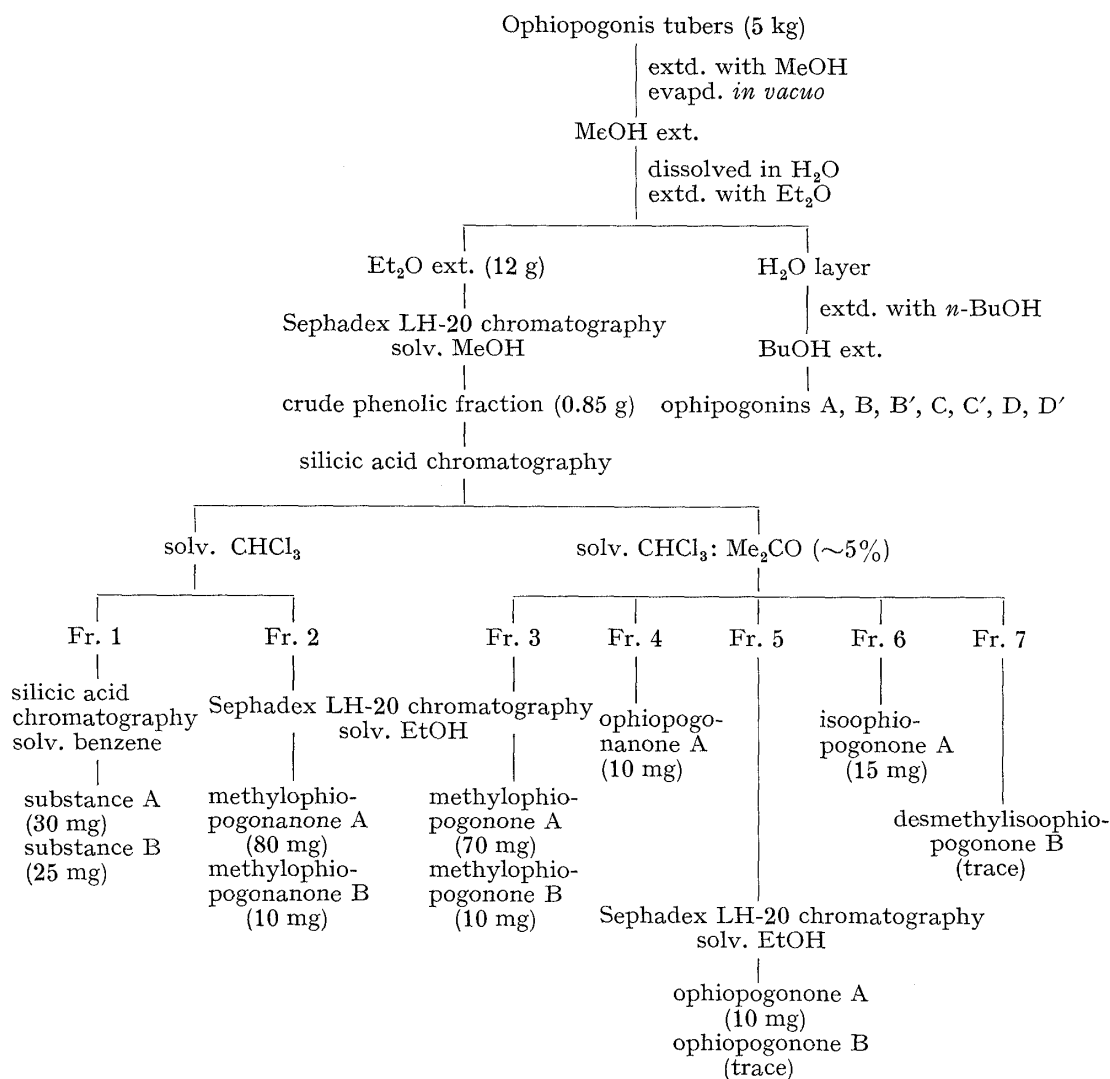 Ophiopogonis tubers (5 kg)
extd. with MeOH
evapd. in vacuo
MeOH ext.
dissolved in H₂O
extd. with Et₂O
Et₂O ext. (12 g)
H₂O layer
extd. with n-BuOH
Sephadex LH-20 chromatography
solv. MeOH
BuOH ext.
crude phenolic fraction (0.85 g)
ophipogonins A, B, B′, C, C′, D, D′
silicic acid chromatography
solv. CHCl₃
solv. CHCl₃: Me₂CO (~5%)
Fr. 1
Fr. 2
Fr. 3
Fr. 4
Fr. 5
Fr. 6
Fr. 7
silicic acid
chromatography
solv. benzene
Sephadex LH-20 chromatography
solv. EtOH
ophiopogo-
nanone A
(10 mg)
isoophio-
pogonone A
(15 mg)
substance A
(30 mg)
substance B
(25 mg)
methylophio-
pogonanone A
(80 mg)
methylophio-
pogonanone B
(10 mg)
methylophio-
pogonone A
(70 mg)
methylophio-
pogonone B
(10 mg)
desmethylisoophio-
pogonone B
(trace)
Sephadex LH-20 chromatography
solv. EtOH
ophiopogonone A
(10 mg)
ophiopogonone B
(trace)